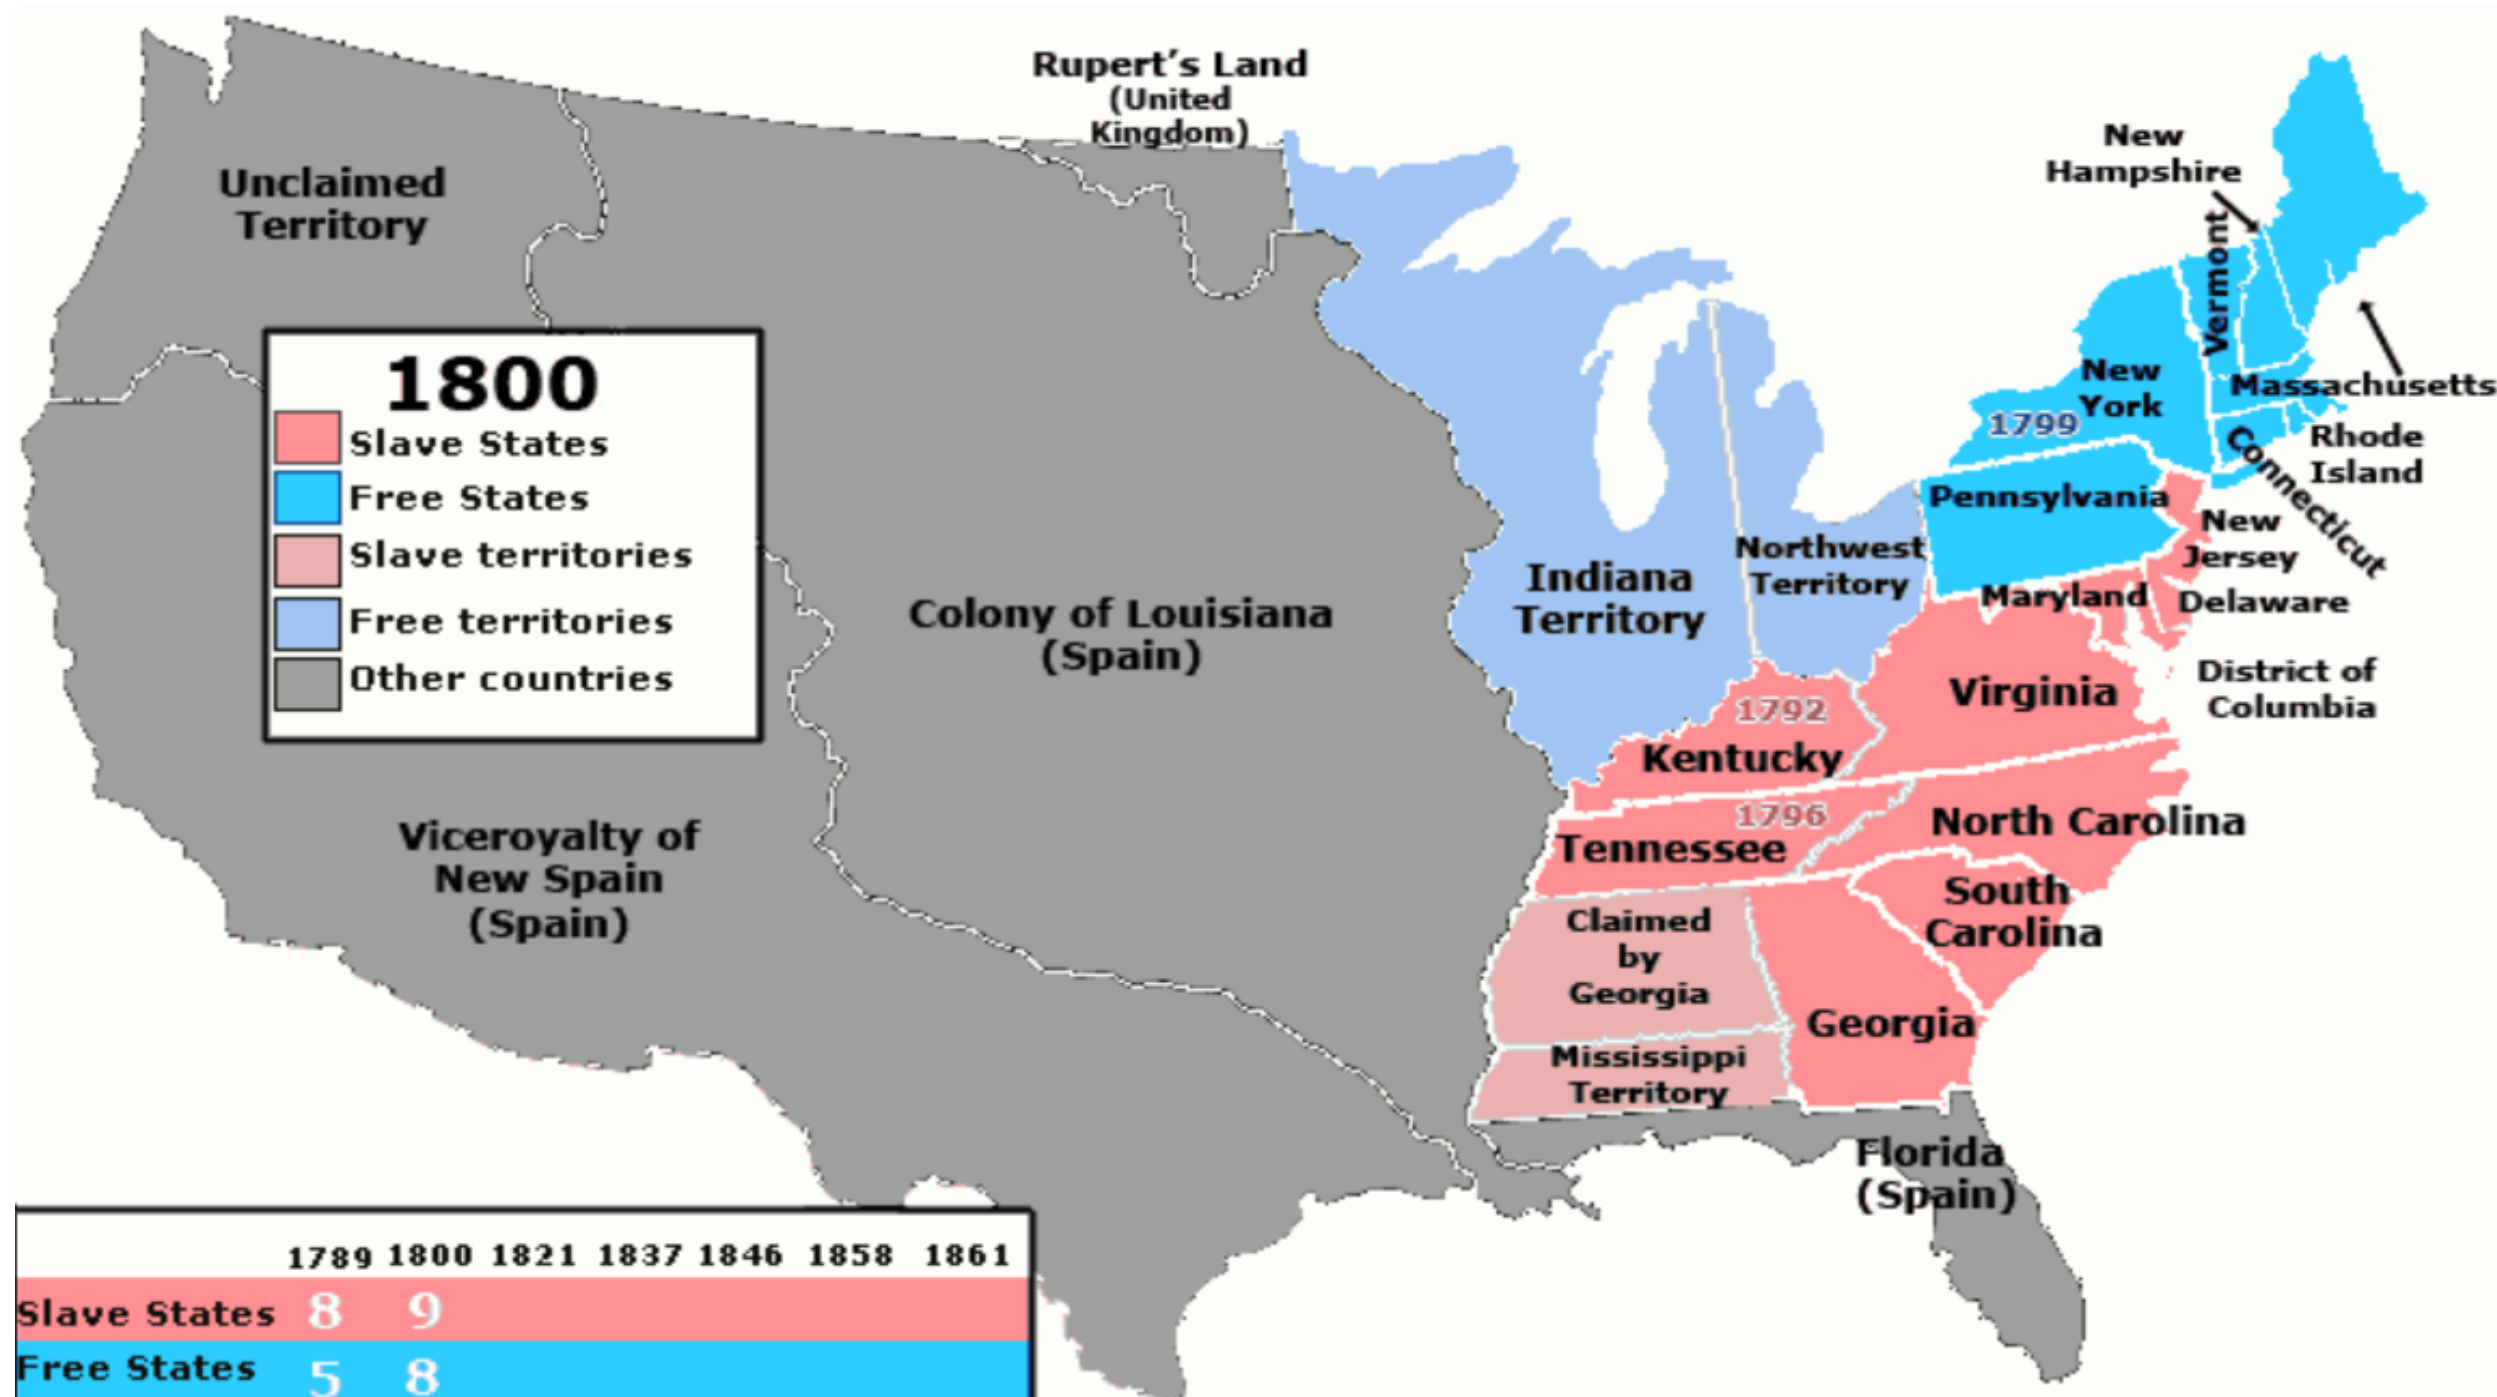 Rupert's Land
(United
Kingdom)
New
Hampshire
Unclaimed
Territory
Vermont
1800
Slave States
Free States
Slave territories
Free territories
Other countries
New
York
1799
Massachusetts
Rhode
Island
Connecticut
Pennsylvania
New
Jersey
Northwest
Territory
Indiana
Territory
Maryland
Delaware
Colony of Louisiana
(Spain)
District of
Columbia
Virginia
1792
Kentucky
1796
Tennessee
North Carolina
Viceroyalty of
New Spain
(Spain)
South
Carolina
Claimed
by
Georgia
Georgia
Mississippi
Territory
Florida
(Spain)
1789 1800 1821 1837 1846 1858 1861
Slave States 8 9
Free States 5 8